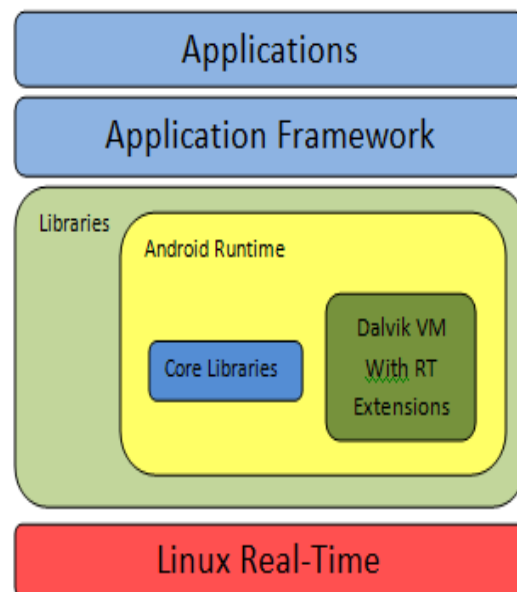 Applications
Application Framework
Libraries
Android Runtime
Core Libraries
Dalvik VM
With RT
Extensions
Linux Real-Time